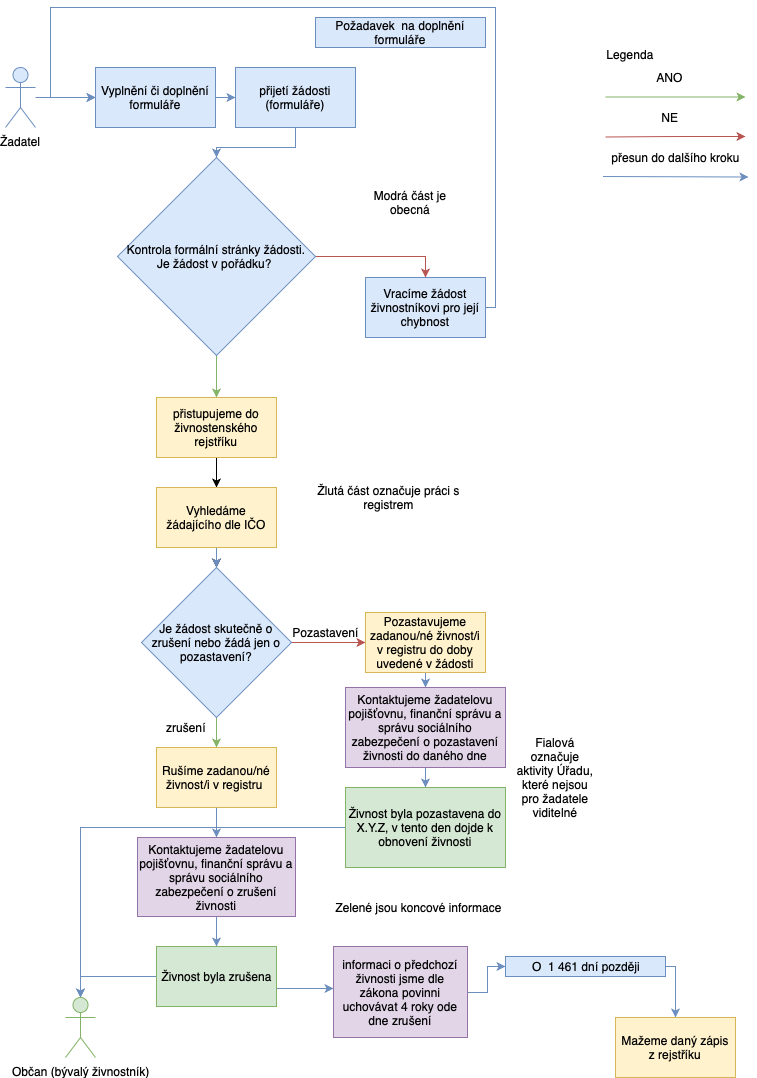 Požadavek na doplnění
formuláře
Legenda
ANO
NE
přesun do dalšího kroku
Vyplnění či doplnění
formuláře
přijetí žádosti
(formuláře)
Žadatel
Modrá část je
obecná
Kontrola formální stránky žádosti.
Je žádost v pořádku?
Vracíme žádost
živnostníkovi pro její
chybnost
přistupujeme do
živnostenského
rejstříku
Žlutá část označuje práci s
registrem
Vyhledáme
žádajícího dle IČO
Je žádost skutečně o
zrušení nebo žádá jen o
pozastavení?
Pozastavení
Pozastavujeme
zadanou/né živnost/i
v registru do doby
uvedené v žádosti
Kontaktujeme žadatelovu
pojišťovnu, finanční správu a
správu sociálního
zabezpečení o pozastavení
živnosti do daného dne
zrušení
Rušíme zadanou/né
živnost/i v registru
Fialová
označuje
aktivity Úřadu,
které nejsou
pro žadatele
viditelné
Živnost byla pozastavena do
X.Y.Z, v tento den dojde k
obnovení živnosti
Kontaktujeme žadatelovu
pojišťovnu, finanční správu a
správu sociálního
zabezpečení o zrušení
živnosti
Zelené jsou koncové informace
Živnost byla zrušena
informaci o předchozí
živnosti jsme dle
zákona povinni
uchovávat 4 roky ode
dne zrušení
O 1 461 dní později
Mažeme daný zápis
z rejstříku
Občan (bývalý živnostník)